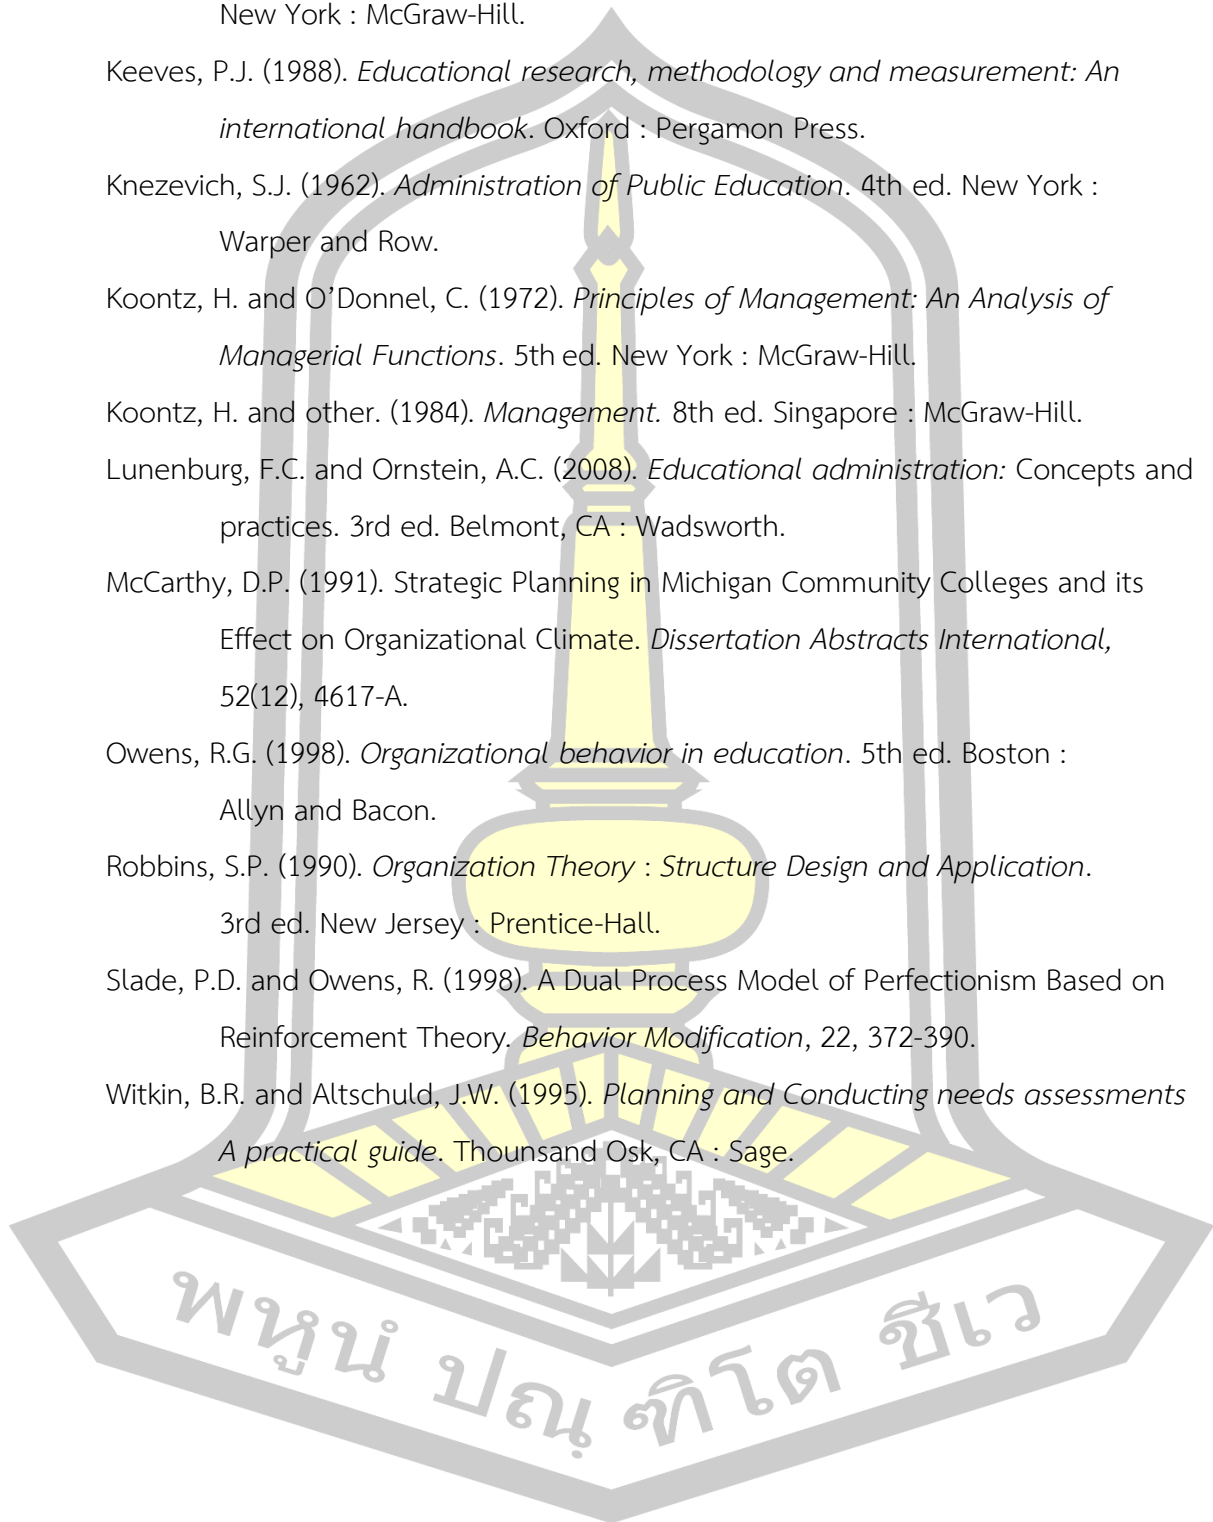 New York : McGraw-Hill.
Keeves, P.J. (1988). Educational research, methodology and measurement: An
international handbook. Oxford : Pergamon Press.
Knezevich, S.J. (1962). Administration of Public Education. 4th ed. New York :
Warper and Row.
Koontz, H. and O’Donnel, C. (1972). Principles of Management: An Analysis of
Managerial Functions. 5th ed. New York : McGraw-Hill.
Koontz, H. and other. (1984). Management. 8th ed. Singapore : McGraw-Hill.
Lunenburg, F.C. and Ornstein, A.C. (2008). Educational administration: Concepts and
practices. 3rd ed. Belmont, CA : Wadsworth.
McCarthy, D.P. (1991). Strategic Planning in Michigan Community Colleges and its
Effect on Organizational Climate. Dissertation Abstracts International,
52(12), 4617-A.
Owens, R.G. (1998). Organizational behavior in education. 5th ed. Boston :
Allyn and Bacon.
Robbins, S.P. (1990). Organization Theory : Structure Design and Application.
3rd ed. New Jersey : Prentice-Hall.
Slade, P.D. and Owens, R. (1998). A Dual Process Model of Perfectionism Based on
Reinforcement Theory. Behavior Modification, 22, 372-390.
Witkin, B.R. and Altschuld, J.W. (1995). Planning and Conducting needs assessments
A practical guide. Thounsand Osk, CA : Sage.
พหูนํ ปณฺ ฑิโต ชีเว